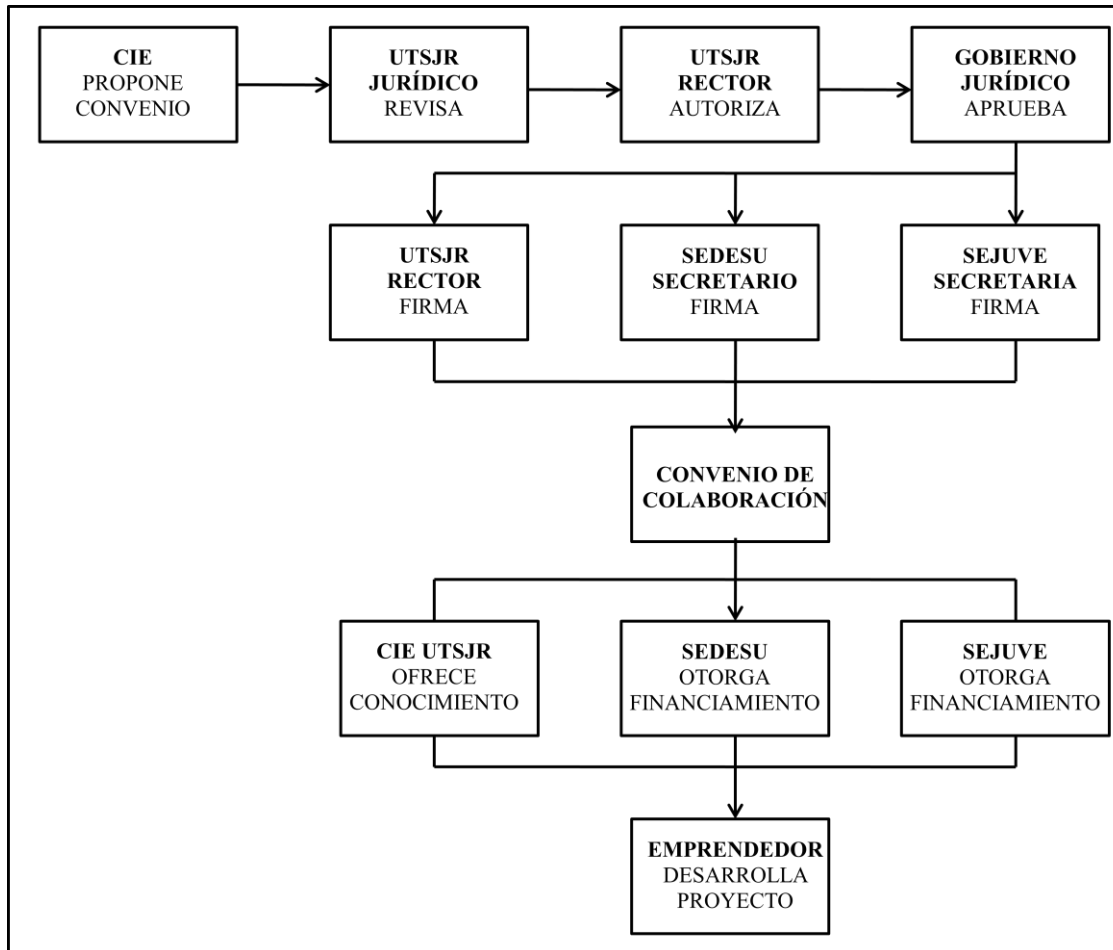 CIE
PROPONE
CONVENIO
UTSJR
JURÍDICO
REVISA
UTSJR
RECTOR
AUTORIZA
GOBIERNO
JURÍDICO
APRUEBA
UTSJR
RECTOR
FIRMA
SEDESU
SECRETARIO
FIRMA
SEJUVE
SECRETARIA
FIRMA
CONVENIO DE
COLABORACIÓN
CIE UTSJR
OFRECE
CONOCIMIENTO
SEDESU
OTORGA
FINANCIAMIENTO
SEJUVE
OTORGA
FINANCIAMIENTO
EMPRENDEDOR
DESARROLLA
PROYECTO